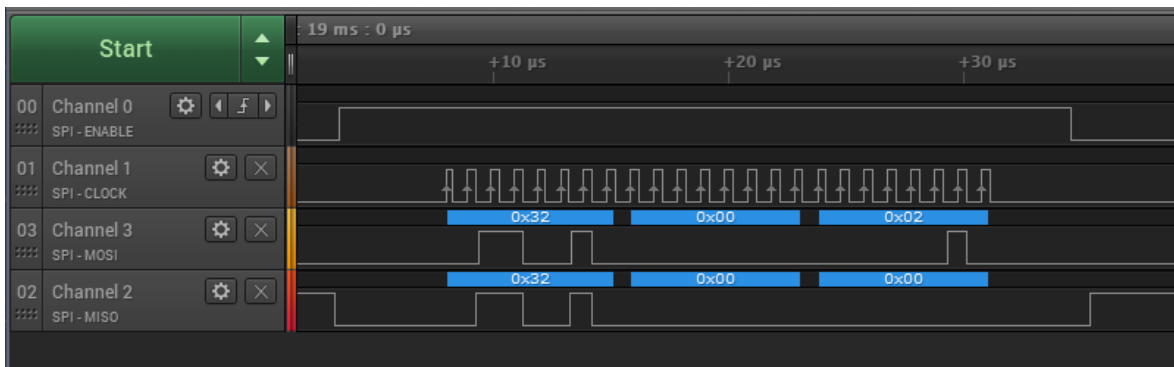 Start
: 19 ms : 0 µs
+10 µs +20 µs +30 µs
00 Channel 0
SPI - ENABLE
01 Channel 1
SPI - CLOCK
03 Channel 3
SPI - MOSI
0x32 0x00 0x02
02 Channel 2
SPI - MISO
0x32 0x00 0x00